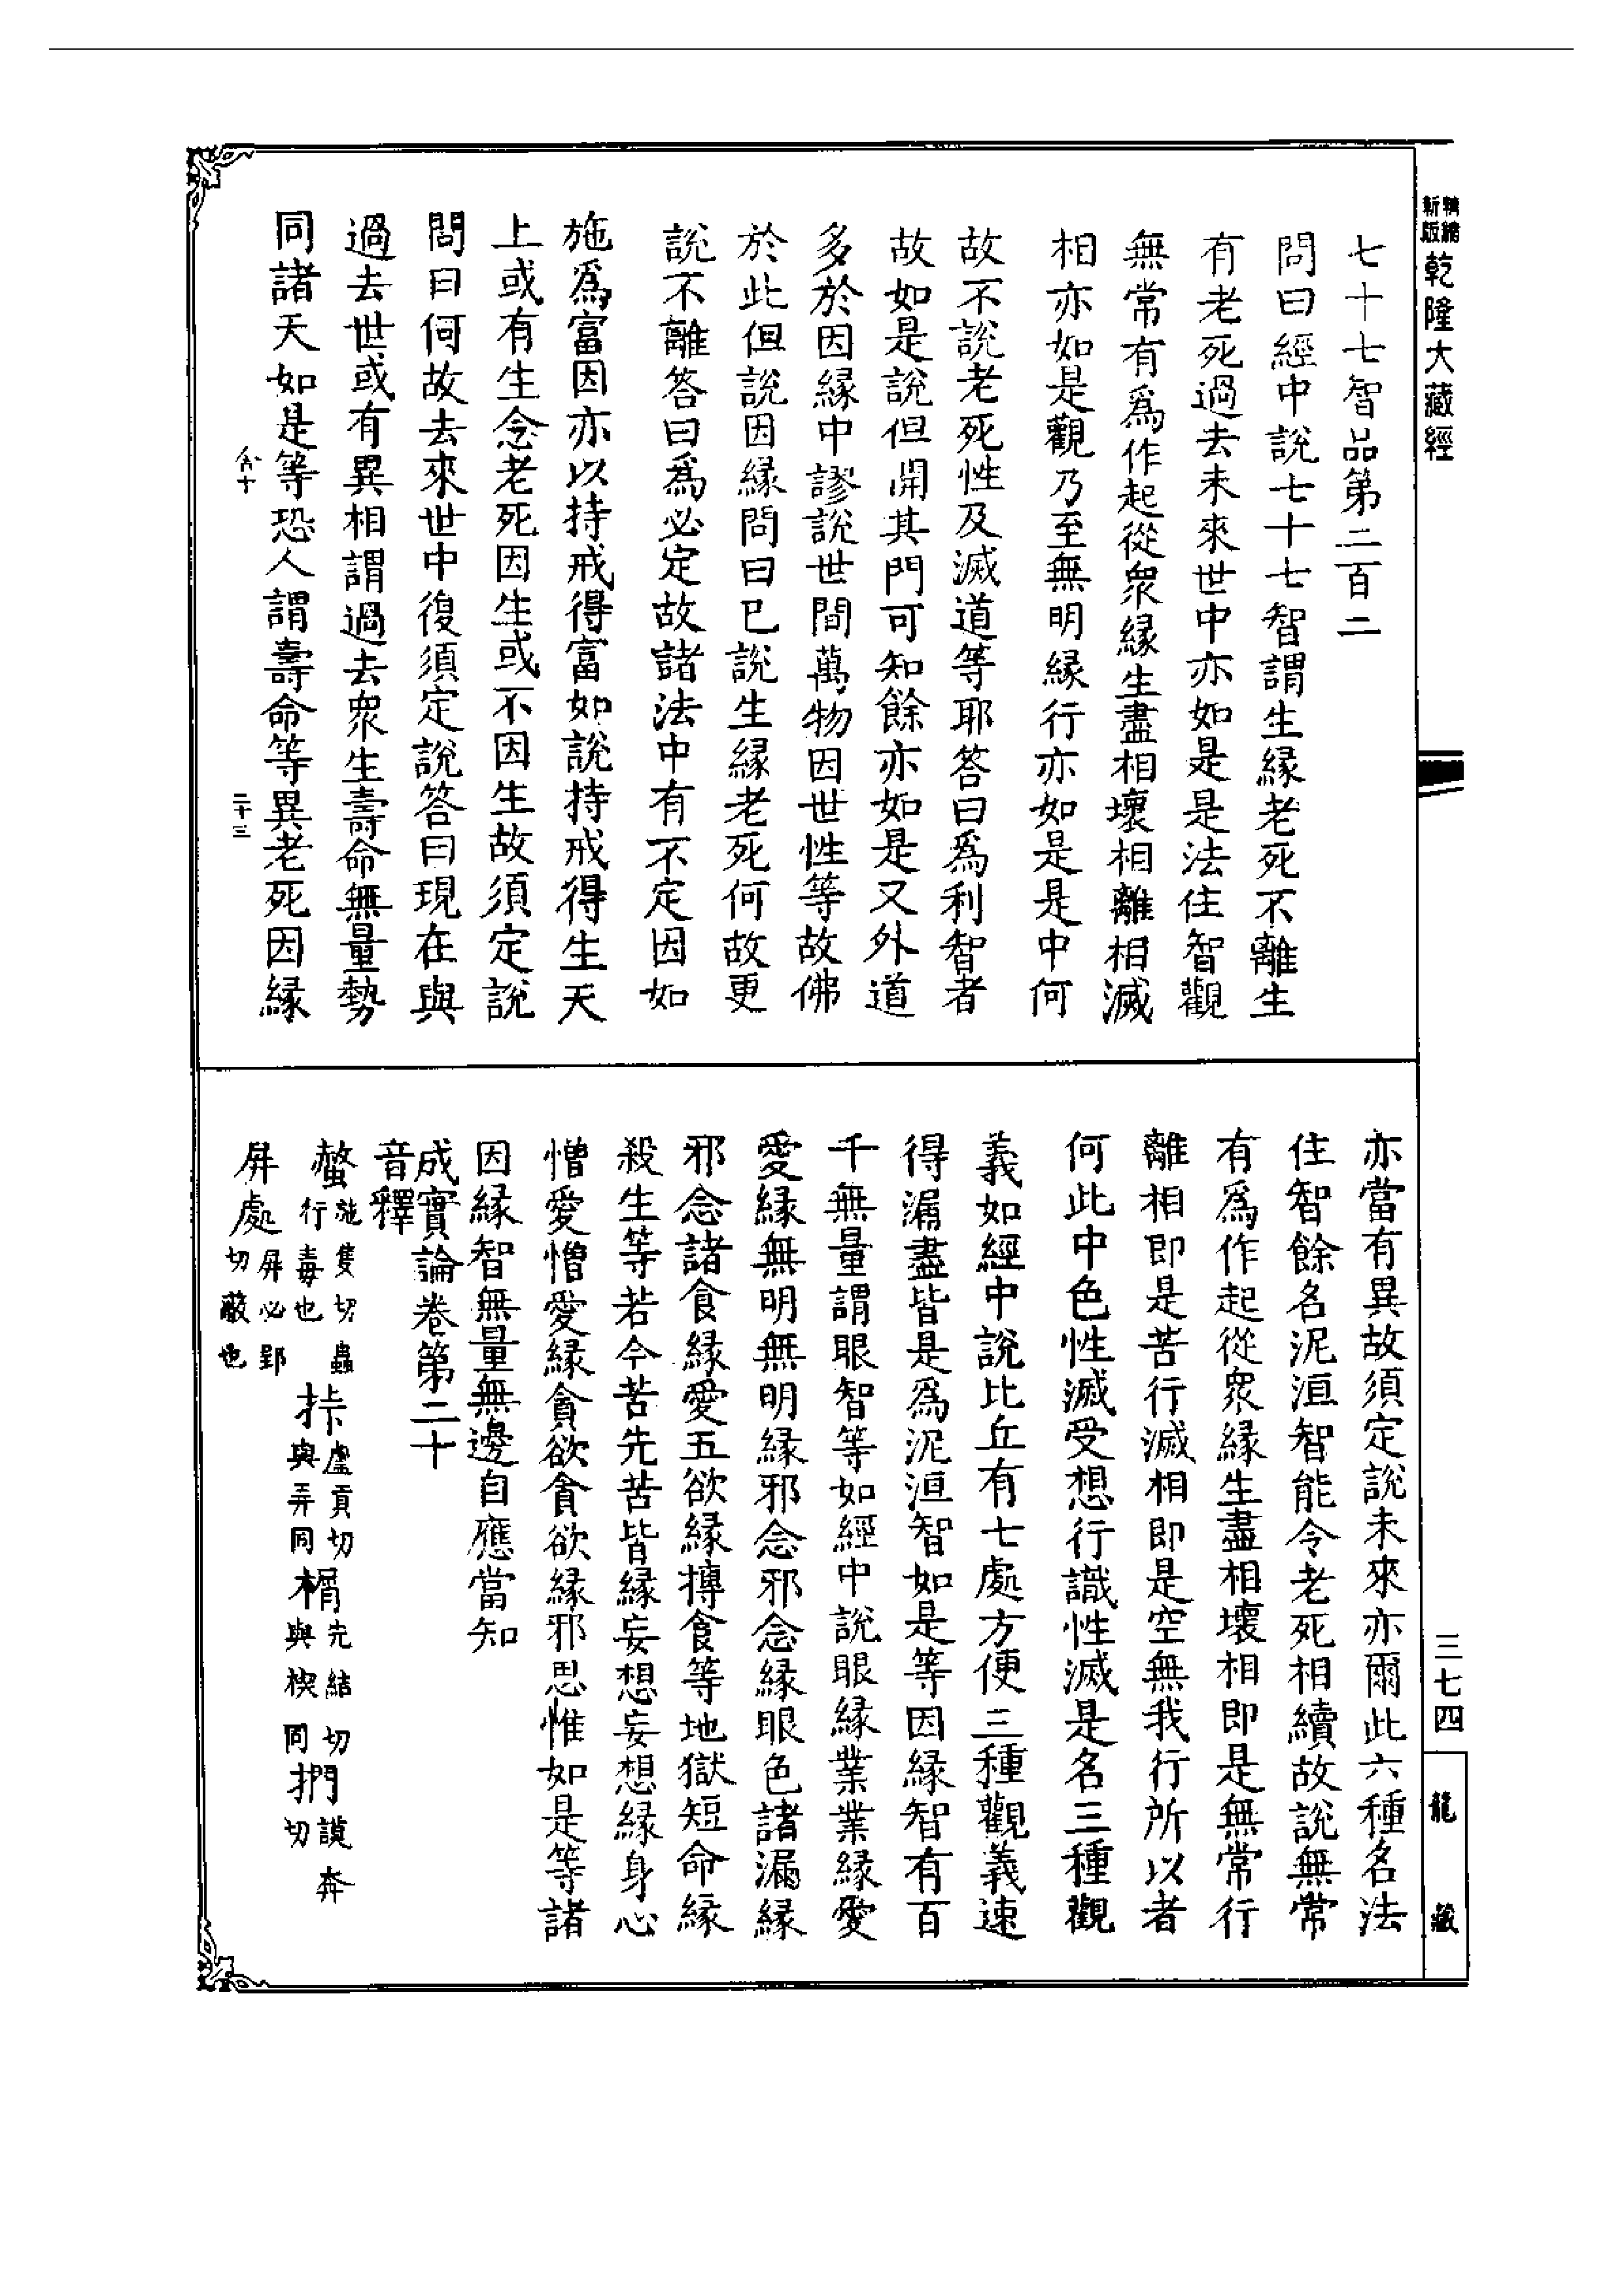 精縮新版乾隆大藏經
七十七智品第二百二
問曰經中說七十七智謂生緣老死不離生
有老死過去未來世中亦如是是法住智觀
無常有爲作起從衆緣生盡相壞相離相滅
相亦如是觀乃至無明緣行亦如是是中何
故不說老死性及滅道等耶答曰爲利智者
故如是說但開其門可知餘亦如是又外道
多於因緣中謬說世間萬物因世性等故佛
於此但說因緣問曰已說生緣老死何故更
說不離答曰爲必定故諸法中有不定因如
施爲富因亦以持戒得富如說持戒得生天
上或有生念老死因生或不因生故須定說
問曰何故去來世中復須定說答曰現在與
過去世或有異相謂過去衆生壽命無量勢
同諸天如是等恐人謂壽命等異老死因緣
二十三
三七四
龍藏
亦當有異故須定說未來亦爾此六種名法
住智餘名泥洹智能令老死相續故說無常
有爲作起從衆緣生盡相壞相即是無常行
離相即是苦行滅相即是空無我行所以者
何此中色性滅受想行識性滅是名三種觀
義如經中說比丘有七處方便三種觀義速
得漏盡皆是爲泥洹智如是等因緣智有百
千無量謂眼智等如經中說眼緣業業緣愛
愛緣無明無明緣邪念邪念緣眼色諸漏緣
邪念諸食緣愛五欲緣摶食等地獄短命緣
殺生等若今苦先苦皆緣妄想妄想緣身心
憎愛憎愛緣貪欲貪欲緣邪思惟如是等諸
因緣智無量無邊自應當知
成實論卷第二十
音釋
螫施隻切蟲行毒也 挊盧貢切與弄同 榍先結切與楔同 捫謨奔切
屏處屏必郢切蔽也